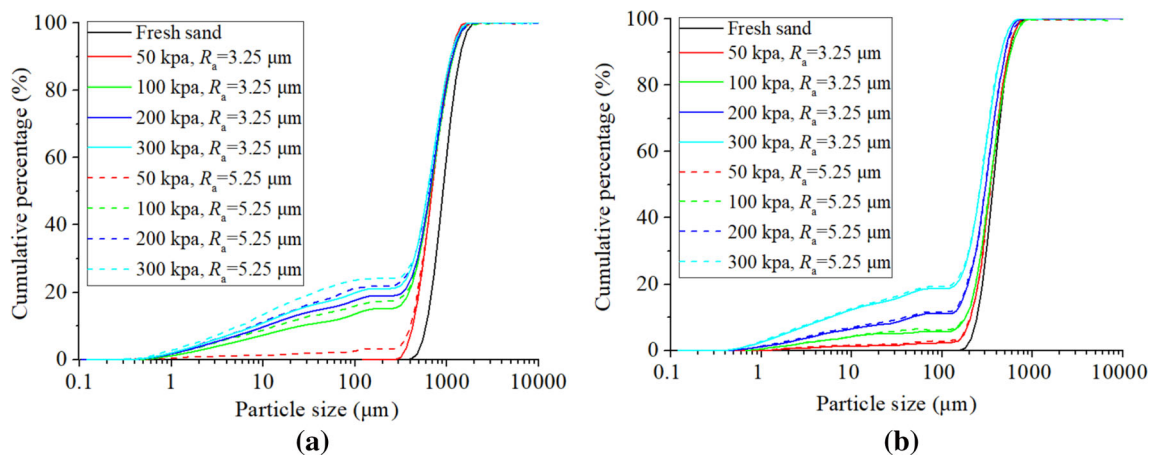 100
80
60
40
20
0
Cumulative percentage (%)
Fresh sand
50 kpa, Ra=3.25 μm
100 kpa, Ra=3.25 μm
200 kpa, Ra=3.25 μm
300 kpa, Ra=3.25 μm
50 kpa, Ra=5.25 μm
100 kpa, Ra=5.25 μm
200 kpa, Ra=5.25 μm
300 kpa, Ra=5.25 μm
0.1 1 10 100 1000 10000
Particle size (μm)
(a)
100
80
60
40
20
0
Cumulative percentage (%)
Fresh sand
50 kpa, Ra=3.25 μm
100 kpa, Ra=3.25 μm
200 kpa, Ra=3.25 μm
300 kpa, Ra=3.25 μm
50 kpa, Ra=5.25 μm
100 kpa, Ra=5.25 μm
200 kpa, Ra=5.25 μm
300 kpa, Ra=5.25 μm
0.1 1 10 100 1000 10000
Particle size (μm)
(b)